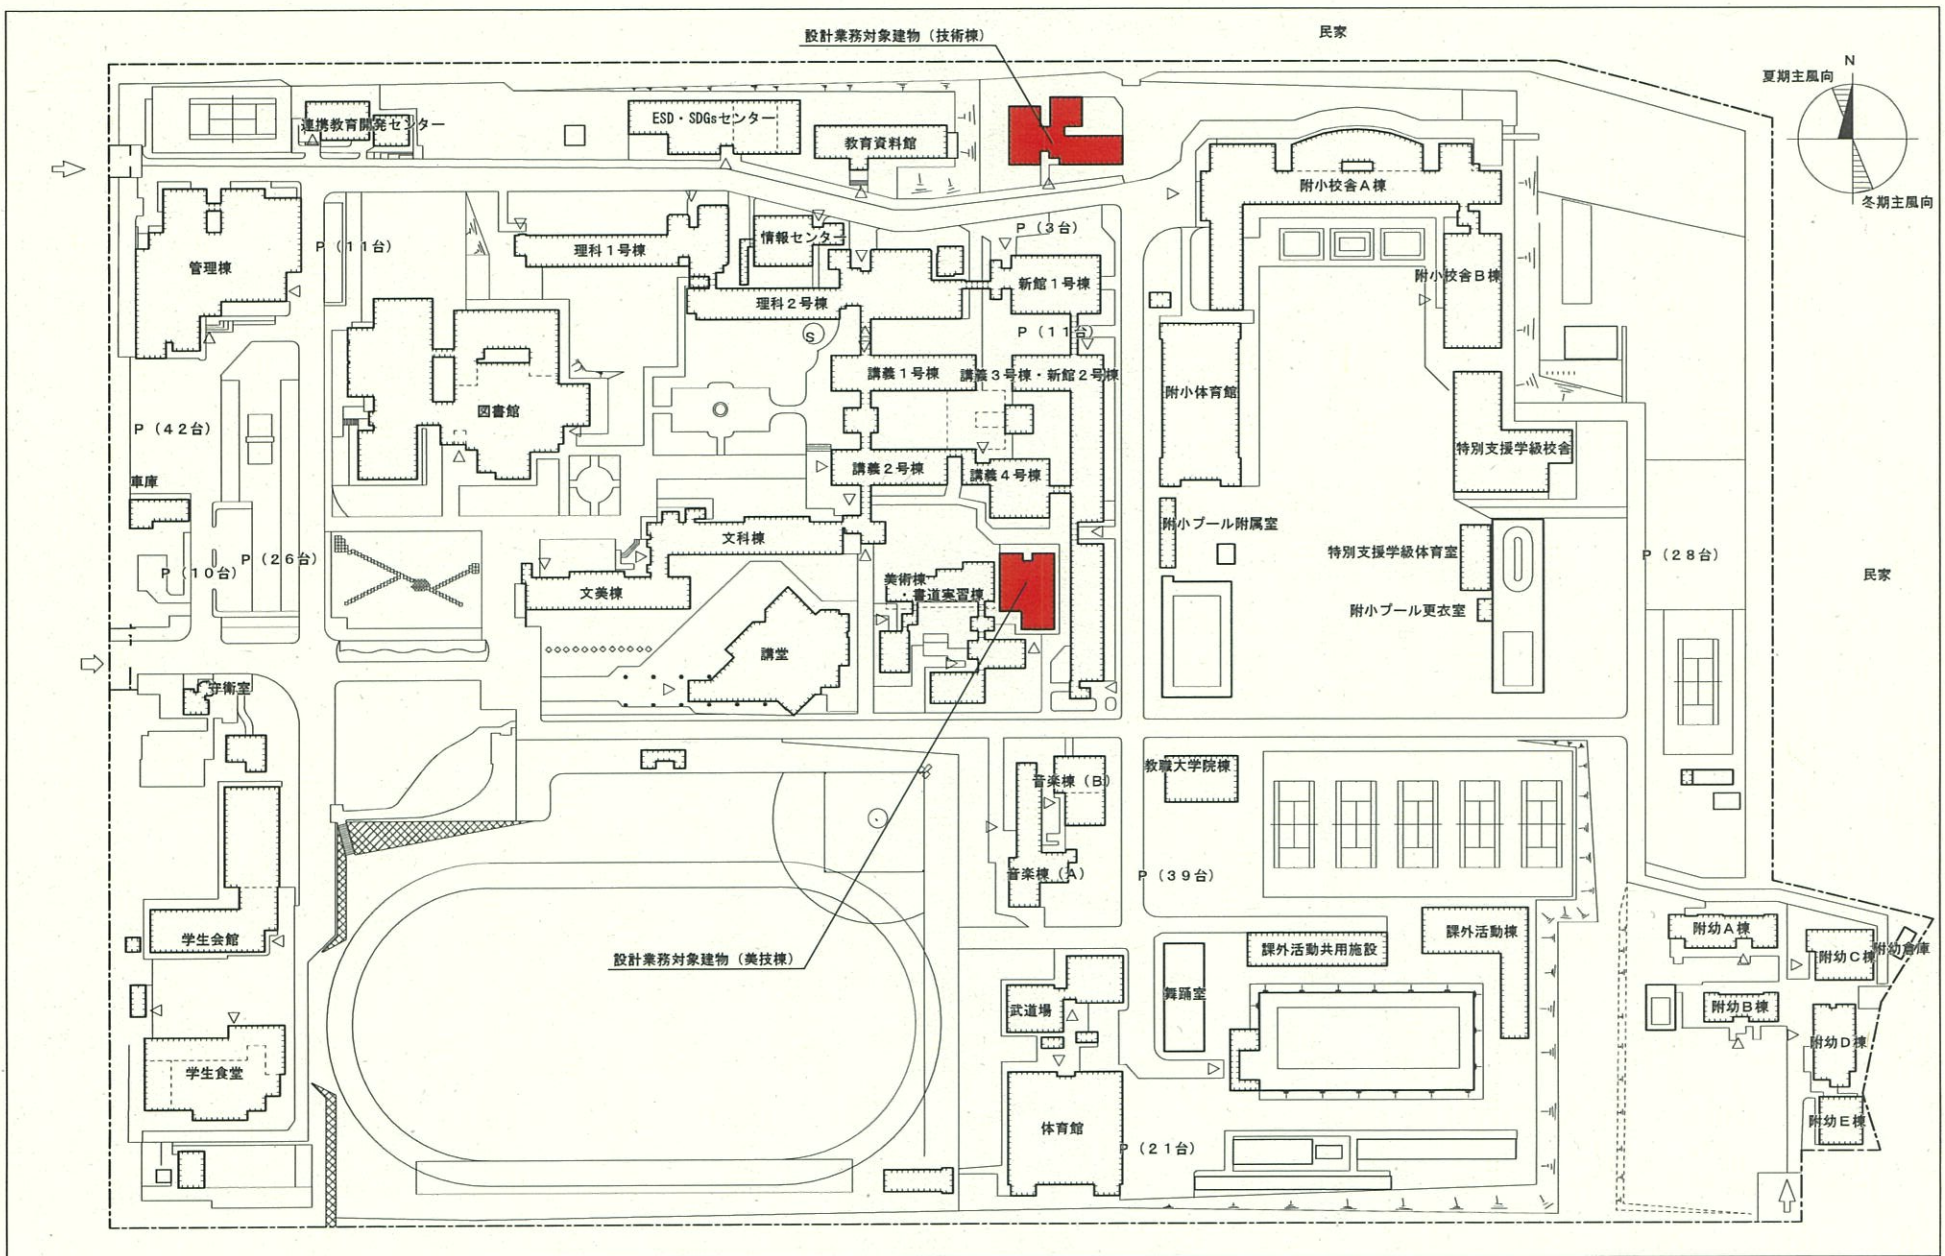 設計業務対象建物（技術棟）
民家
N
夏期主風向
冬期主風向
連携教育開発センター
ESD・SDGsセンター
教育資料館
附小校舎A棟
P（3台）
P（11台）
管理棟
理科1号棟
情報センター
新館1号棟
附小校舎B棟
理科2号棟
P（11台）
S
講義1号棟
講義3号棟・新館2号棟
附小体育館
図書館
P（42台）
特別支援学級校舎
講義2号棟
講義4号棟
車庫
附小プール附属室
文科棟
特別支援学級体育室
P（28台）
P（10台）
P（26台）
民家
美術棟
・書道実習棟
文美棟
附小プール更衣室
講堂
守衛室
教職大学院棟
音楽棟（B）
音楽棟（A）
P（39台）
学生会館
設計業務対象建物（美技棟）
課外活動共用施設
課外活動棟
附幼A棟
附幼C棟
附幼倉庫
舞踊室
武道場
附幼B棟
附幼D棟
学生食堂
体育館
P（21台）
附幼E棟